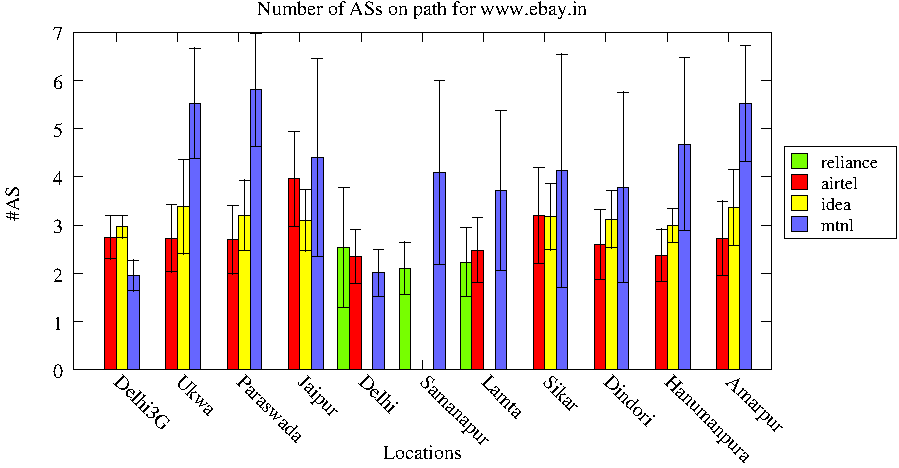 Number of ASs on path for www.ebay.in
7
6
5
4
3
2
1
0
#AS
reliance
airtel
idea
mtnl
Delhi3G
Ukwa
Paraswada
Jaipur
Delhi
Samanapur
Lamta
Sikar
Dindori
Hanumanpura
Amarpur
Locations